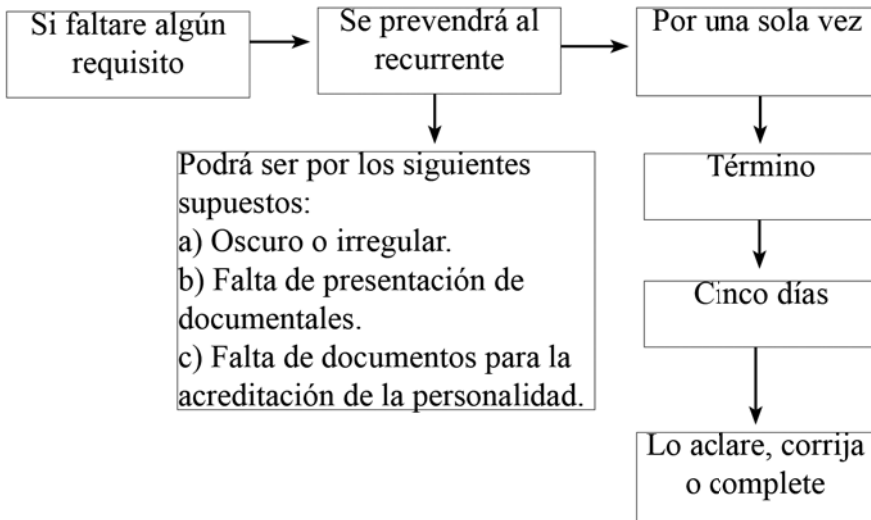 Si faltare algún
requisito
Se prevendrá al
recurrente
Por una sola vez
Podrá ser por los siguientes
supuestos:
a) Oscuro o irregular.
b) Falta de presentación de
documentales.
c) Falta de documentos para la
acreditación de la personalidad.
Término
Cinco días
Lo aclare, corrija
o complete